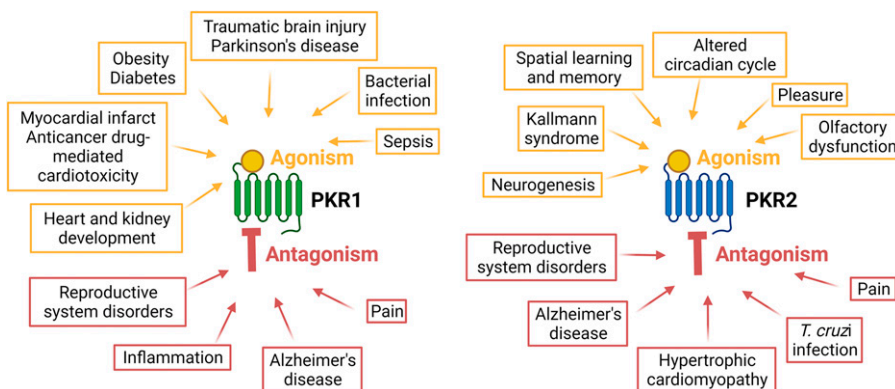 Traumatic brain injury
Parkinson's disease
Obesity
Diabetes
Bacterial
infection
Myocardial infarct
Anticancer drug-
mediated
cardiotoxicity
Sepsis
Agonism
Heart and kidney
development
PKR1
Antagonism
Reproductive
system disorders
Pain
Inflammation
Alzheimer's
disease
Spatial learning
and memory
Altered
circadian cycle
Pleasure
Kallmann
syndrome
Olfactory
dysfunction
Agonism
Neurogenesis
PKR2
Reproductive
system disorders
Antagonism
Pain
Alzheimer's
disease
T. cruzi
infection
Hypertrophic
cardiomyopathy